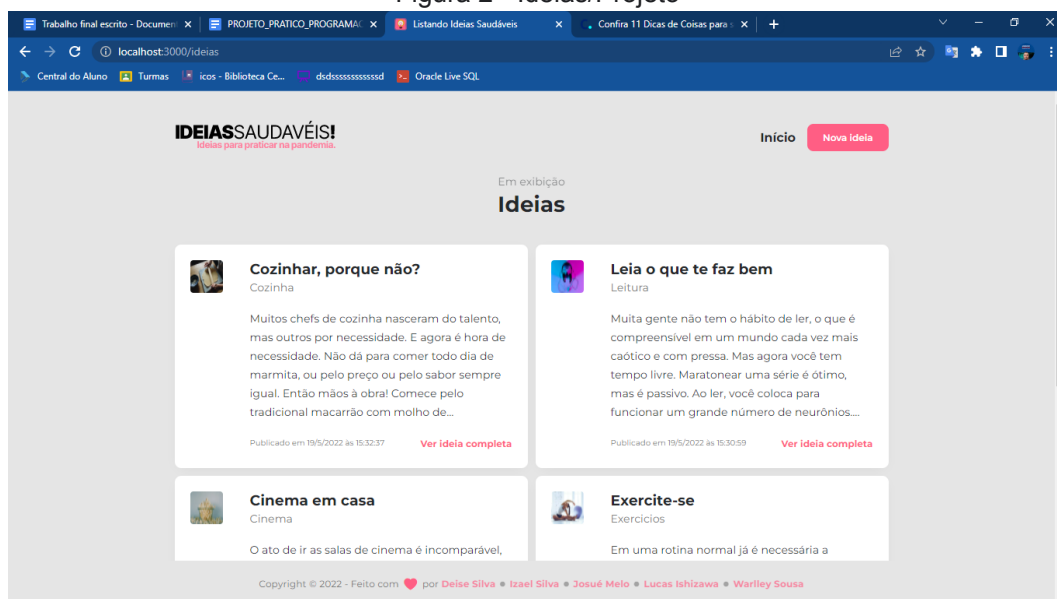 Trabalho final escrito - Documen
PROJETO_PRATICO_PROGRAMAC
Listando Ideias Saudáveis
Confira 11 Dicas de Coisas para s
localhost:3000/ideias
Central do Aluno
Turmas
icos - Biblioteca Ce...
dsdsssssssssssd
Oracle Live SQL
IDEIASSAUDAVÉIS!
Ideias para praticar na pandemia.
Início
Nova ideia
Em exibição
Ideias
Cozinhar, porque não?
Cozinha
Muitos chefs de cozinha nasceram do talento,
mas outros por necessidade. E agora é hora de
necessidade. Não dá para comer todo dia de
marmita, ou pelo preço ou pelo sabor sempre
igual. Então mãos à obra! Comece pelo
tradicional macarrão com molho de...
Publicado em 19/5/2022 às 15:32:37
Ver ideia completa
Leia o que te faz bem
Leitura
Muita gente não tem o hábito de ler, o que é
compreensível em um mundo cada vez mais
caótico e com pressa. Mas agora você tem
tempo livre. Maratonear uma série é ótimo,
mas é passivo. Ao ler, você coloca para
funcionar um grande número de neurônios....
Publicado em 19/5/2022 às 15:30:59
Ver ideia completa
Cinema em casa
Cinema
O ato de ir as salas de cinema é incomparável,
Exercite-se
Exercícios
Em uma rotina normal já é necessária a
Copyright © 2022 - Feito com por Deise Silva • Izael Silva • Josué Melo • Lucas Ishizawa • Warlley Sousa